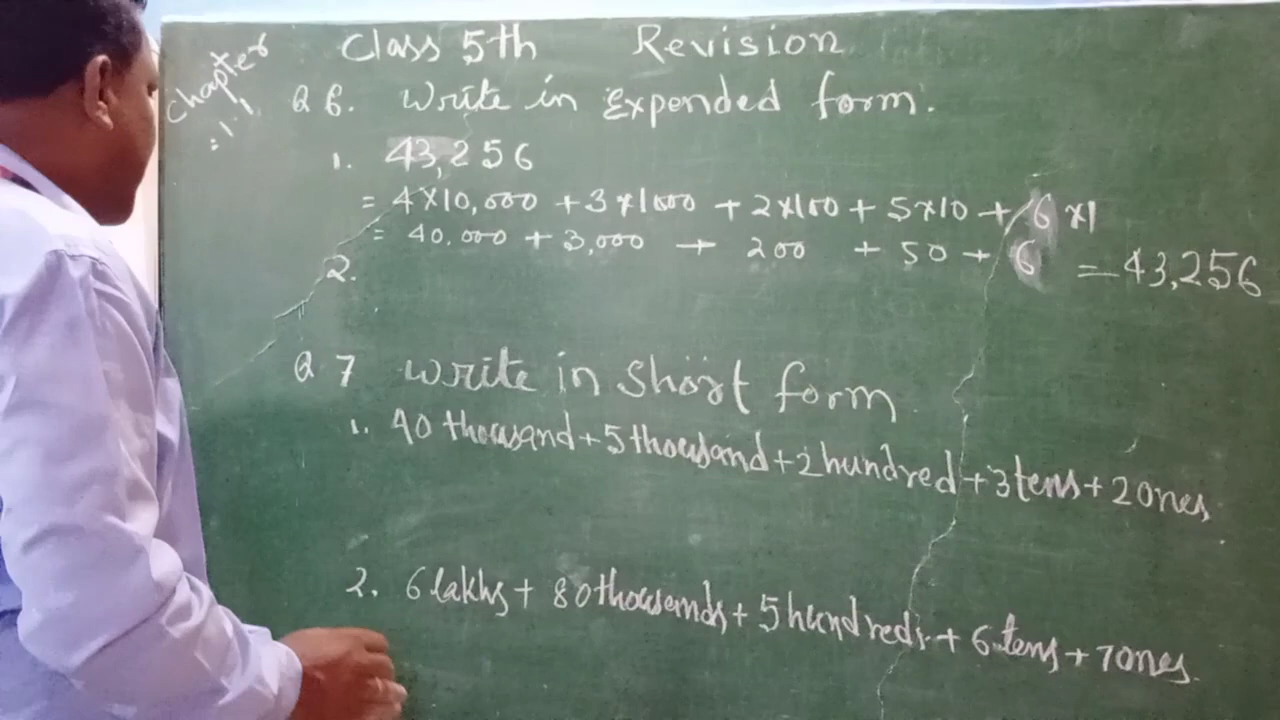 Class 5th Revision
Chapter
:1.1
Q 6. Write in Expended form.
1. 43,256
= 4×10,000 + 3×1000 + 2×100 + 5×10 + 6×1
= 40,000 + 3,000 + 200 + 50 + 6 = 43,256
2.
Q 7 write in Short form
1. 40 thousand + 5 thousand + 2 hundred + 3 tens + 2 ones
2. 6 lakhs + 80 thousands + 5 hundreds + 6 tens + 7 ones.